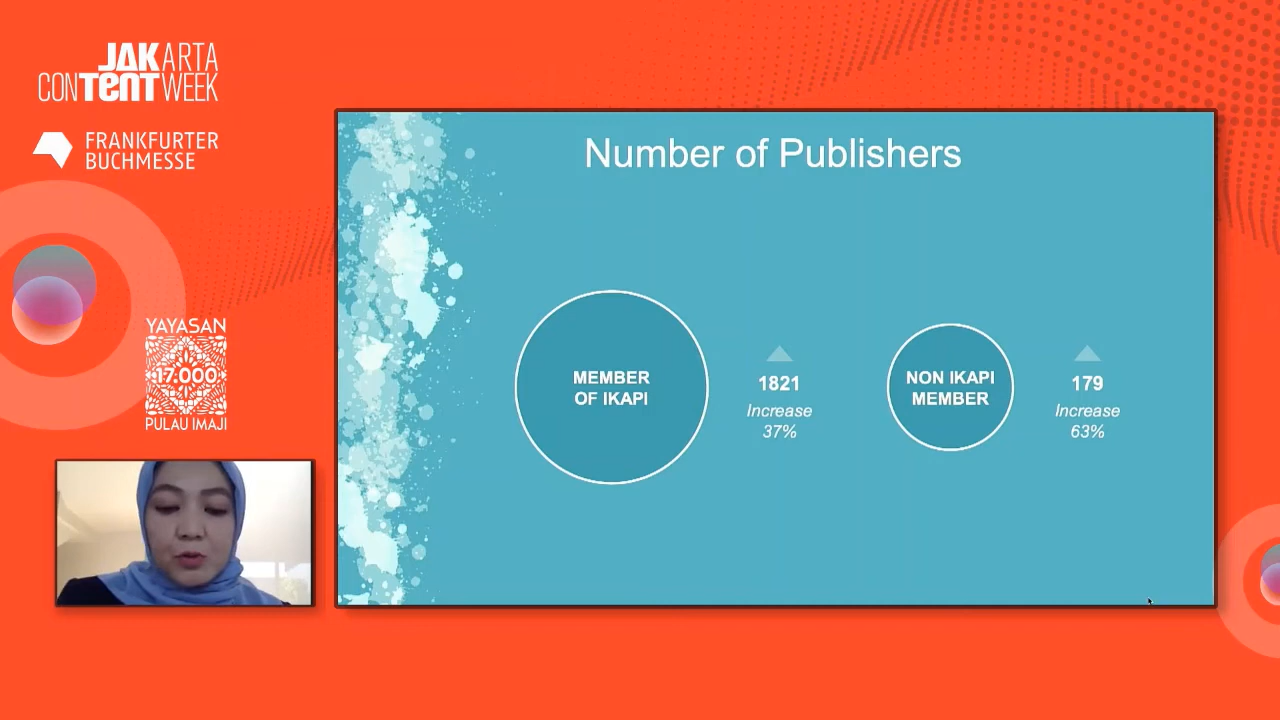 JAKARTA
CONTENT WEEK
FRANKFURTER
BUCHMESSE
YAYASAN
17.000
PULAU IMAJI
Number of Publishers
MEMBER
OF IKAPI
1821
Increase
37%
NON IKAPI
MEMBER
179
Increase
63%